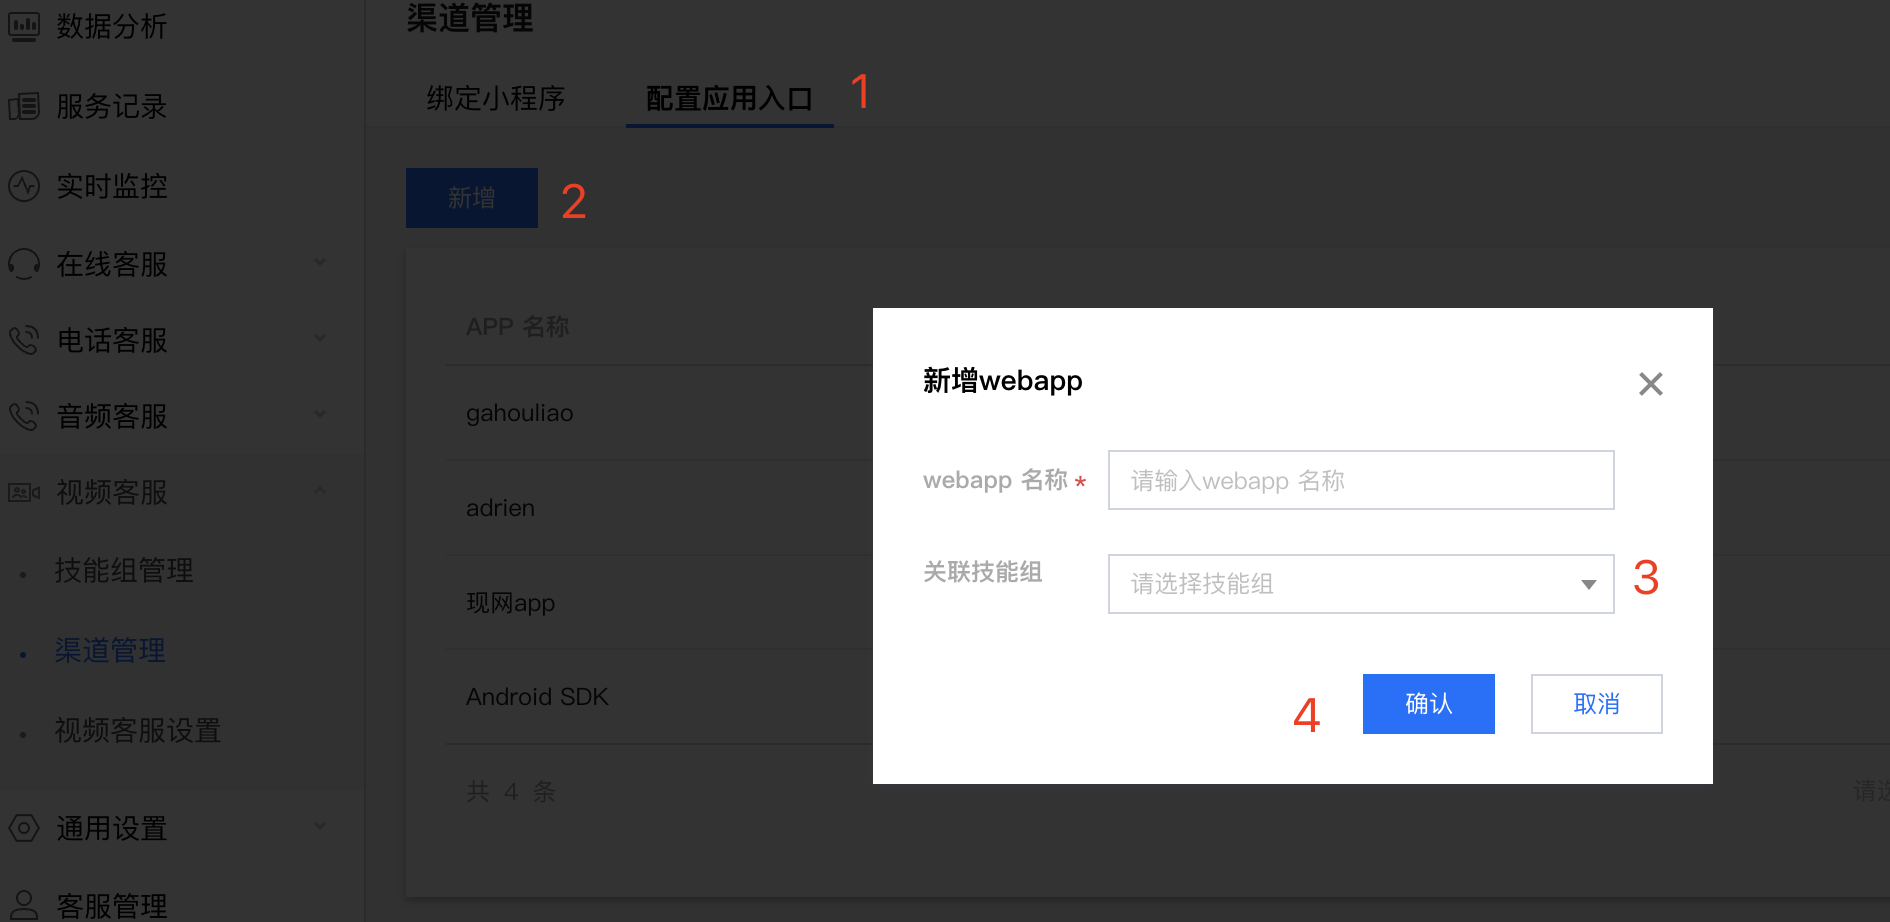 数据分析
服务记录
实时监控
在线客服
电话客服
音频客服
视频客服
技能组管理
渠道管理
视频客服设置
通用设置
客服管理
渠道管理
绑定小程序
配置应用入口 1
新增 2
APP 名称
gahouliao
adrien
现网app
Android SDK
共 4 条
新增webapp
webapp 名称 * 请输入webapp 名称
关联技能组 请选择技能组 3
4 确认 取消